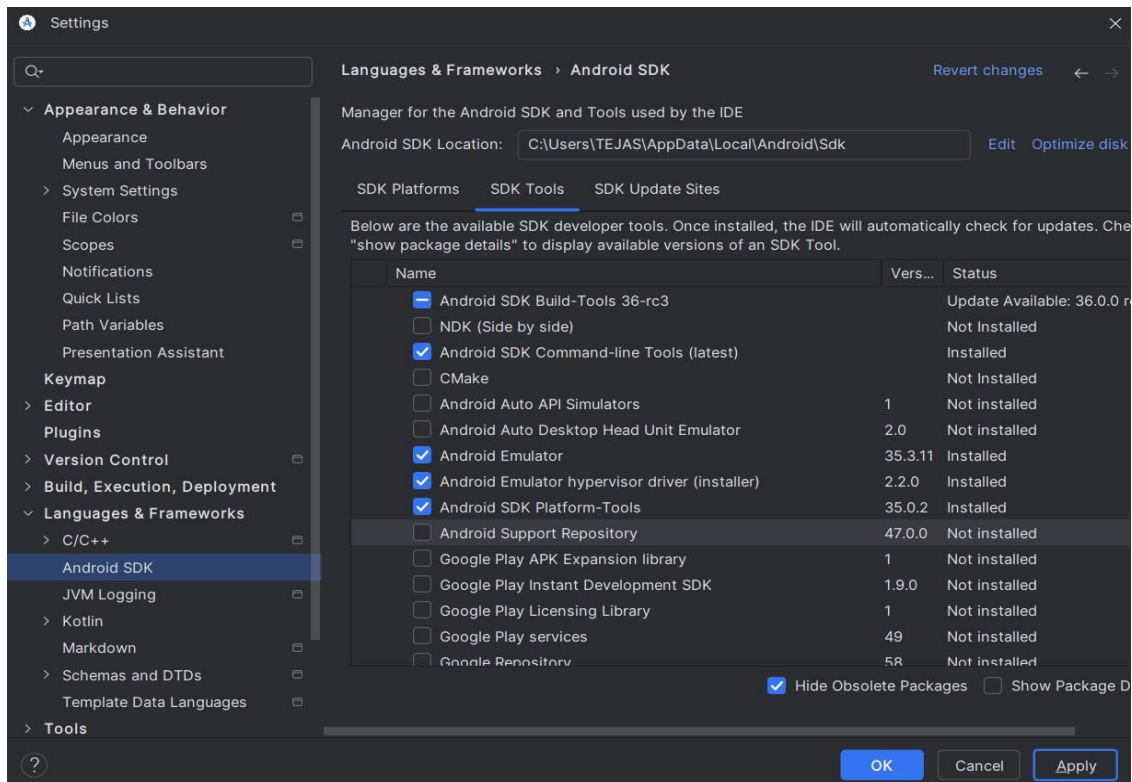 Settings
Languages & Frameworks › Android SDK
Revert changes
Appearance & Behavior
Appearance
Menus and Toolbars
System Settings
File Colors
Scopes
Notifications
Quick Lists
Path Variables
Presentation Assistant
Keymap
Editor
Plugins
Version Control
Build, Execution, Deployment
Languages & Frameworks
C/C++
Android SDK
JVM Logging
Kotlin
Markdown
Schemas and DTDs
Template Data Languages
Tools
Manager for the Android SDK and Tools used by the IDE
Android SDK Location: C:\Users\TEJAS\AppData\Local\Android\Sdk Edit Optimize disk
SDK Platforms SDK Tools SDK Update Sites
Below are the available SDK developer tools. Once installed, the IDE will automatically check for updates. Che
"show package details" to display available versions of an SDK Tool.
Name Vers... Status
Android SDK Build-Tools 36-rc3 Update Available: 36.0.0 r
NDK (Side by side) Not Installed
Android SDK Command-line Tools (latest) Installed
CMake Not Installed
Android Auto API Simulators 1 Not installed
Android Auto Desktop Head Unit Emulator 2.0 Not installed
Android Emulator 35.3.11 Installed
Android Emulator hypervisor driver (installer) 2.2.0 Installed
Android SDK Platform-Tools 35.0.2 Installed
Android Support Repository 47.0.0 Not installed
Google Play APK Expansion library 1 Not installed
Google Play Instant Development SDK 1.9.0 Not installed
Google Play Licensing Library 1 Not installed
Google Play services 49 Not installed
Google Repository 58 Not installed
Hide Obsolete Packages Show Package D
? OK Cancel Apply